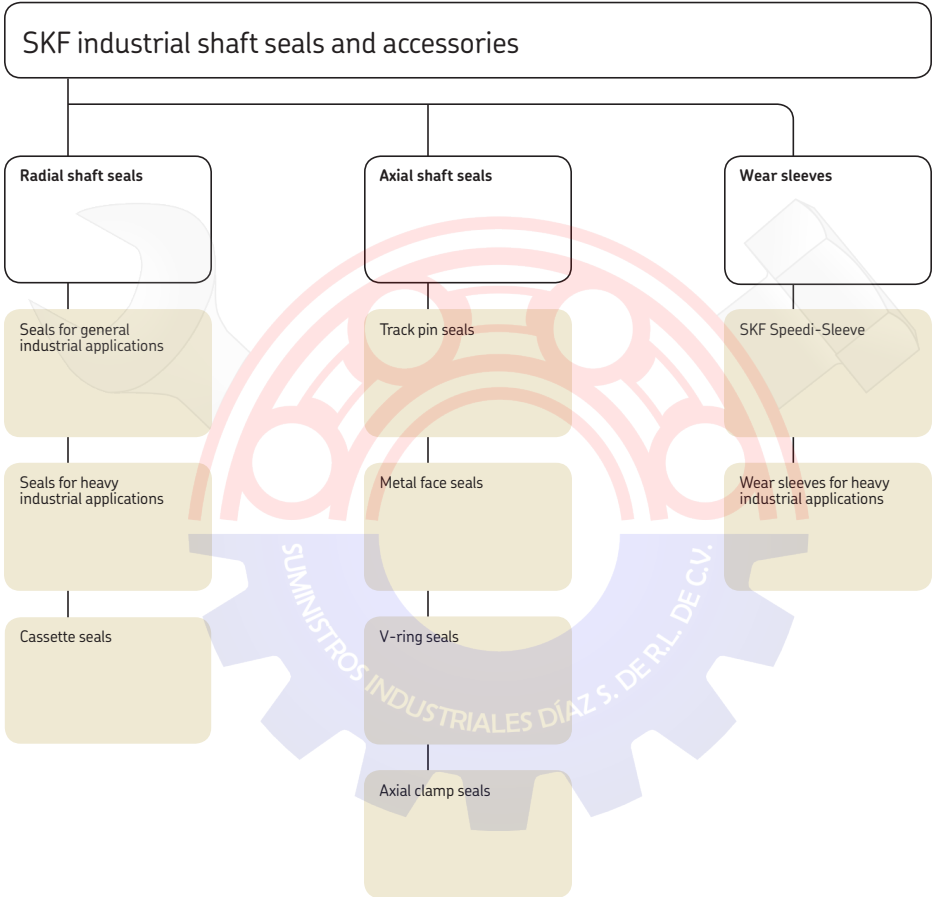 SKF industrial shaft seals and accessories
Radial shaft seals
Axial shaft seals
Wear sleeves
Seals for general
industrial applications
Track pin seals
SKF Speedi-Sleeve
Seals for heavy
industrial applications
Metal face seals
Wear sleeves for heavy
industrial applications
Cassette seals
V-ring seals
Axial clamp seals
SUMINISTROS INDUSTRIALES DÍAZ S. DE R.L. DE C.V.